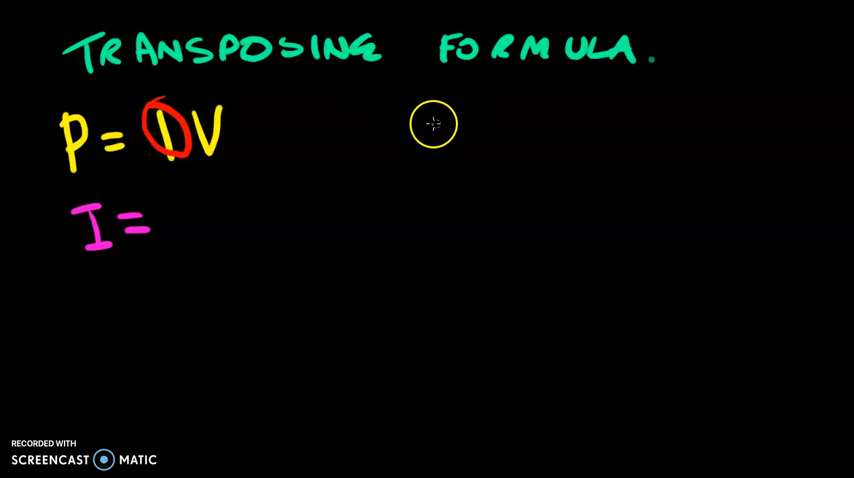 TRANSPOSING FORMULA.
P = IV
I =
RECORDED WITH
SCREENCAST MATIC